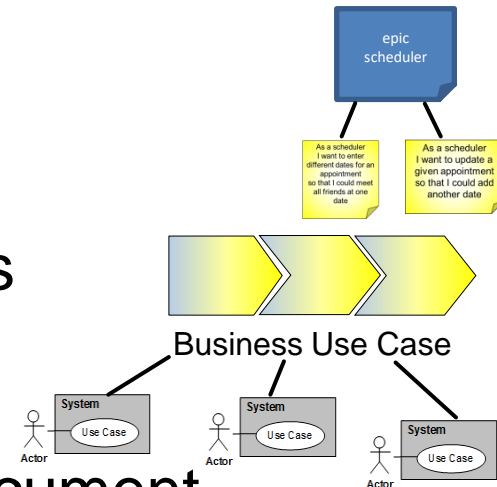 epic
scheduler
As a scheduler
I want to enter
different dates for an
appointment
so that I could meet
all friends at one
date
As a scheduler
I want to update a
given appointment
so that I could add
another date
s
Business Use Case
System
Use Case
Actor
System
Use Case
Actor
System
Use Case
Actor
cument